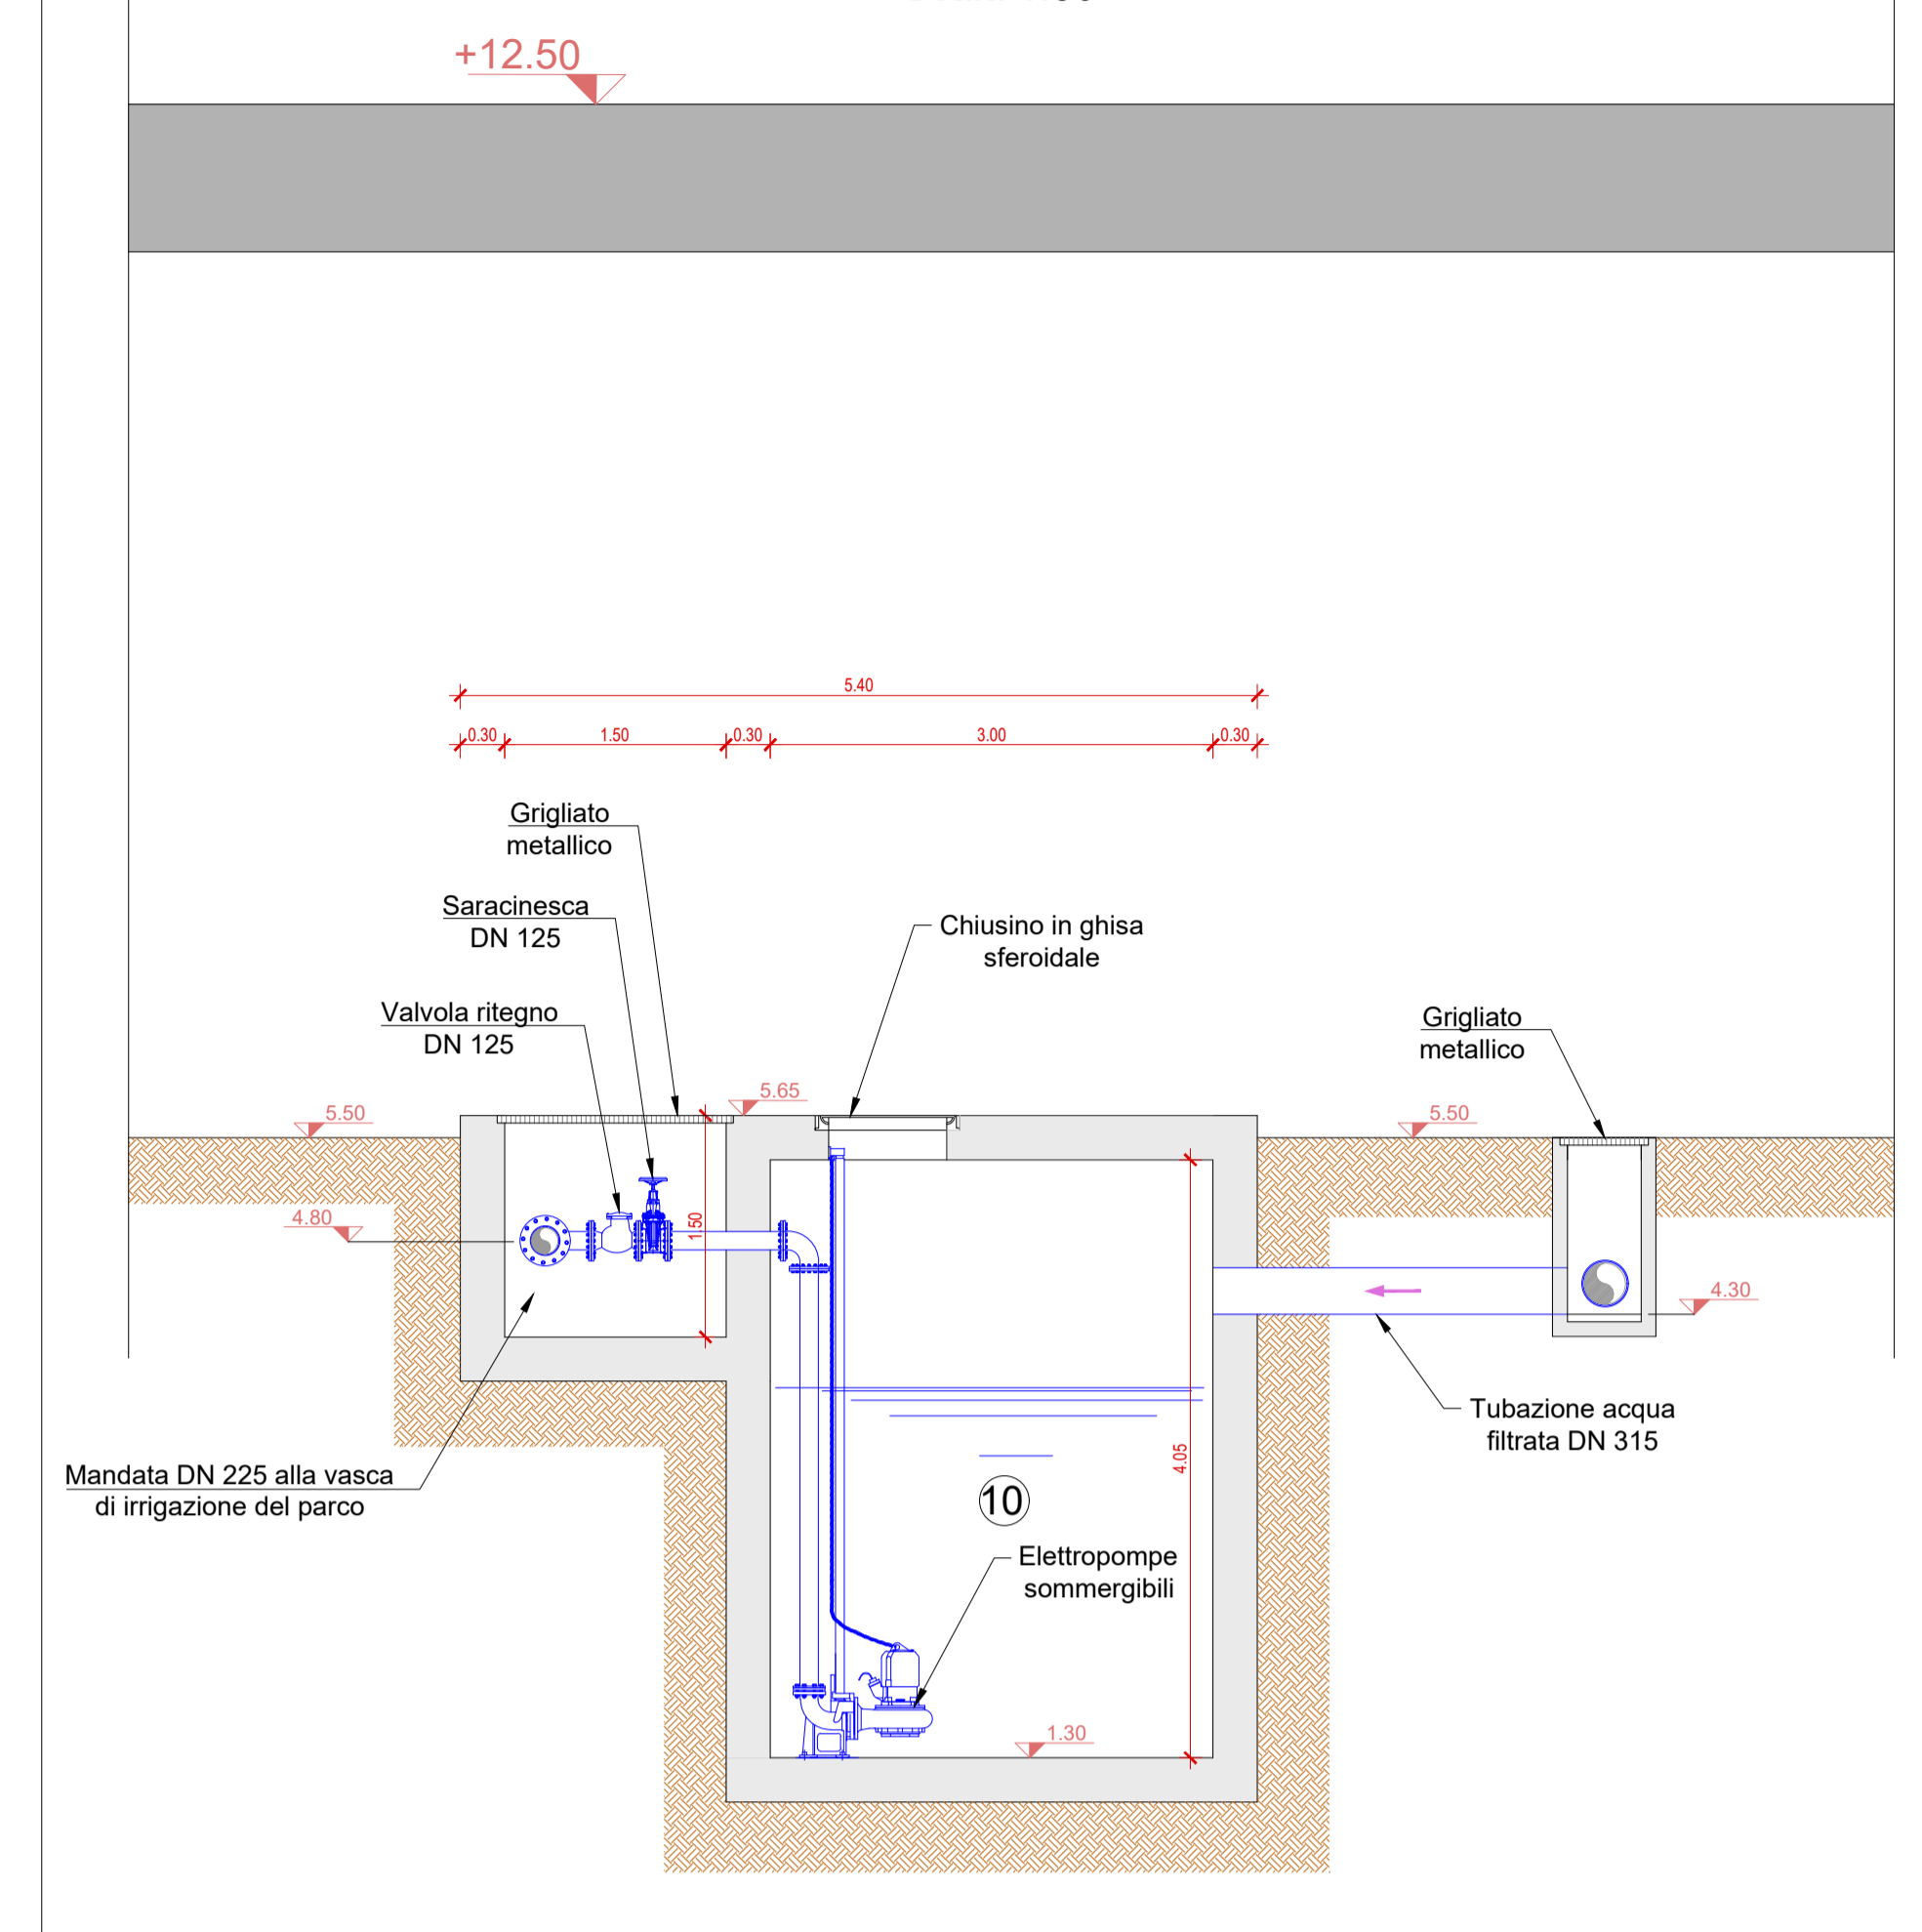 +12.50
5.40
0.30
1.50
0.30
3.00
0.30
Grigliato
metallico
Saracinesca
DN 125
Chiusino in ghisa
sferoidale
Valvola ritegno
DN 125
Grigliato
metallico
5.65
5.50
5.50
4.80
1.50
4.30
Tubazione acqua
filtrata DN 315
4.05
Mandata DN 225 alla vasca
di irrigazione del parco
10
Elettropompe
sommergibili
1.30